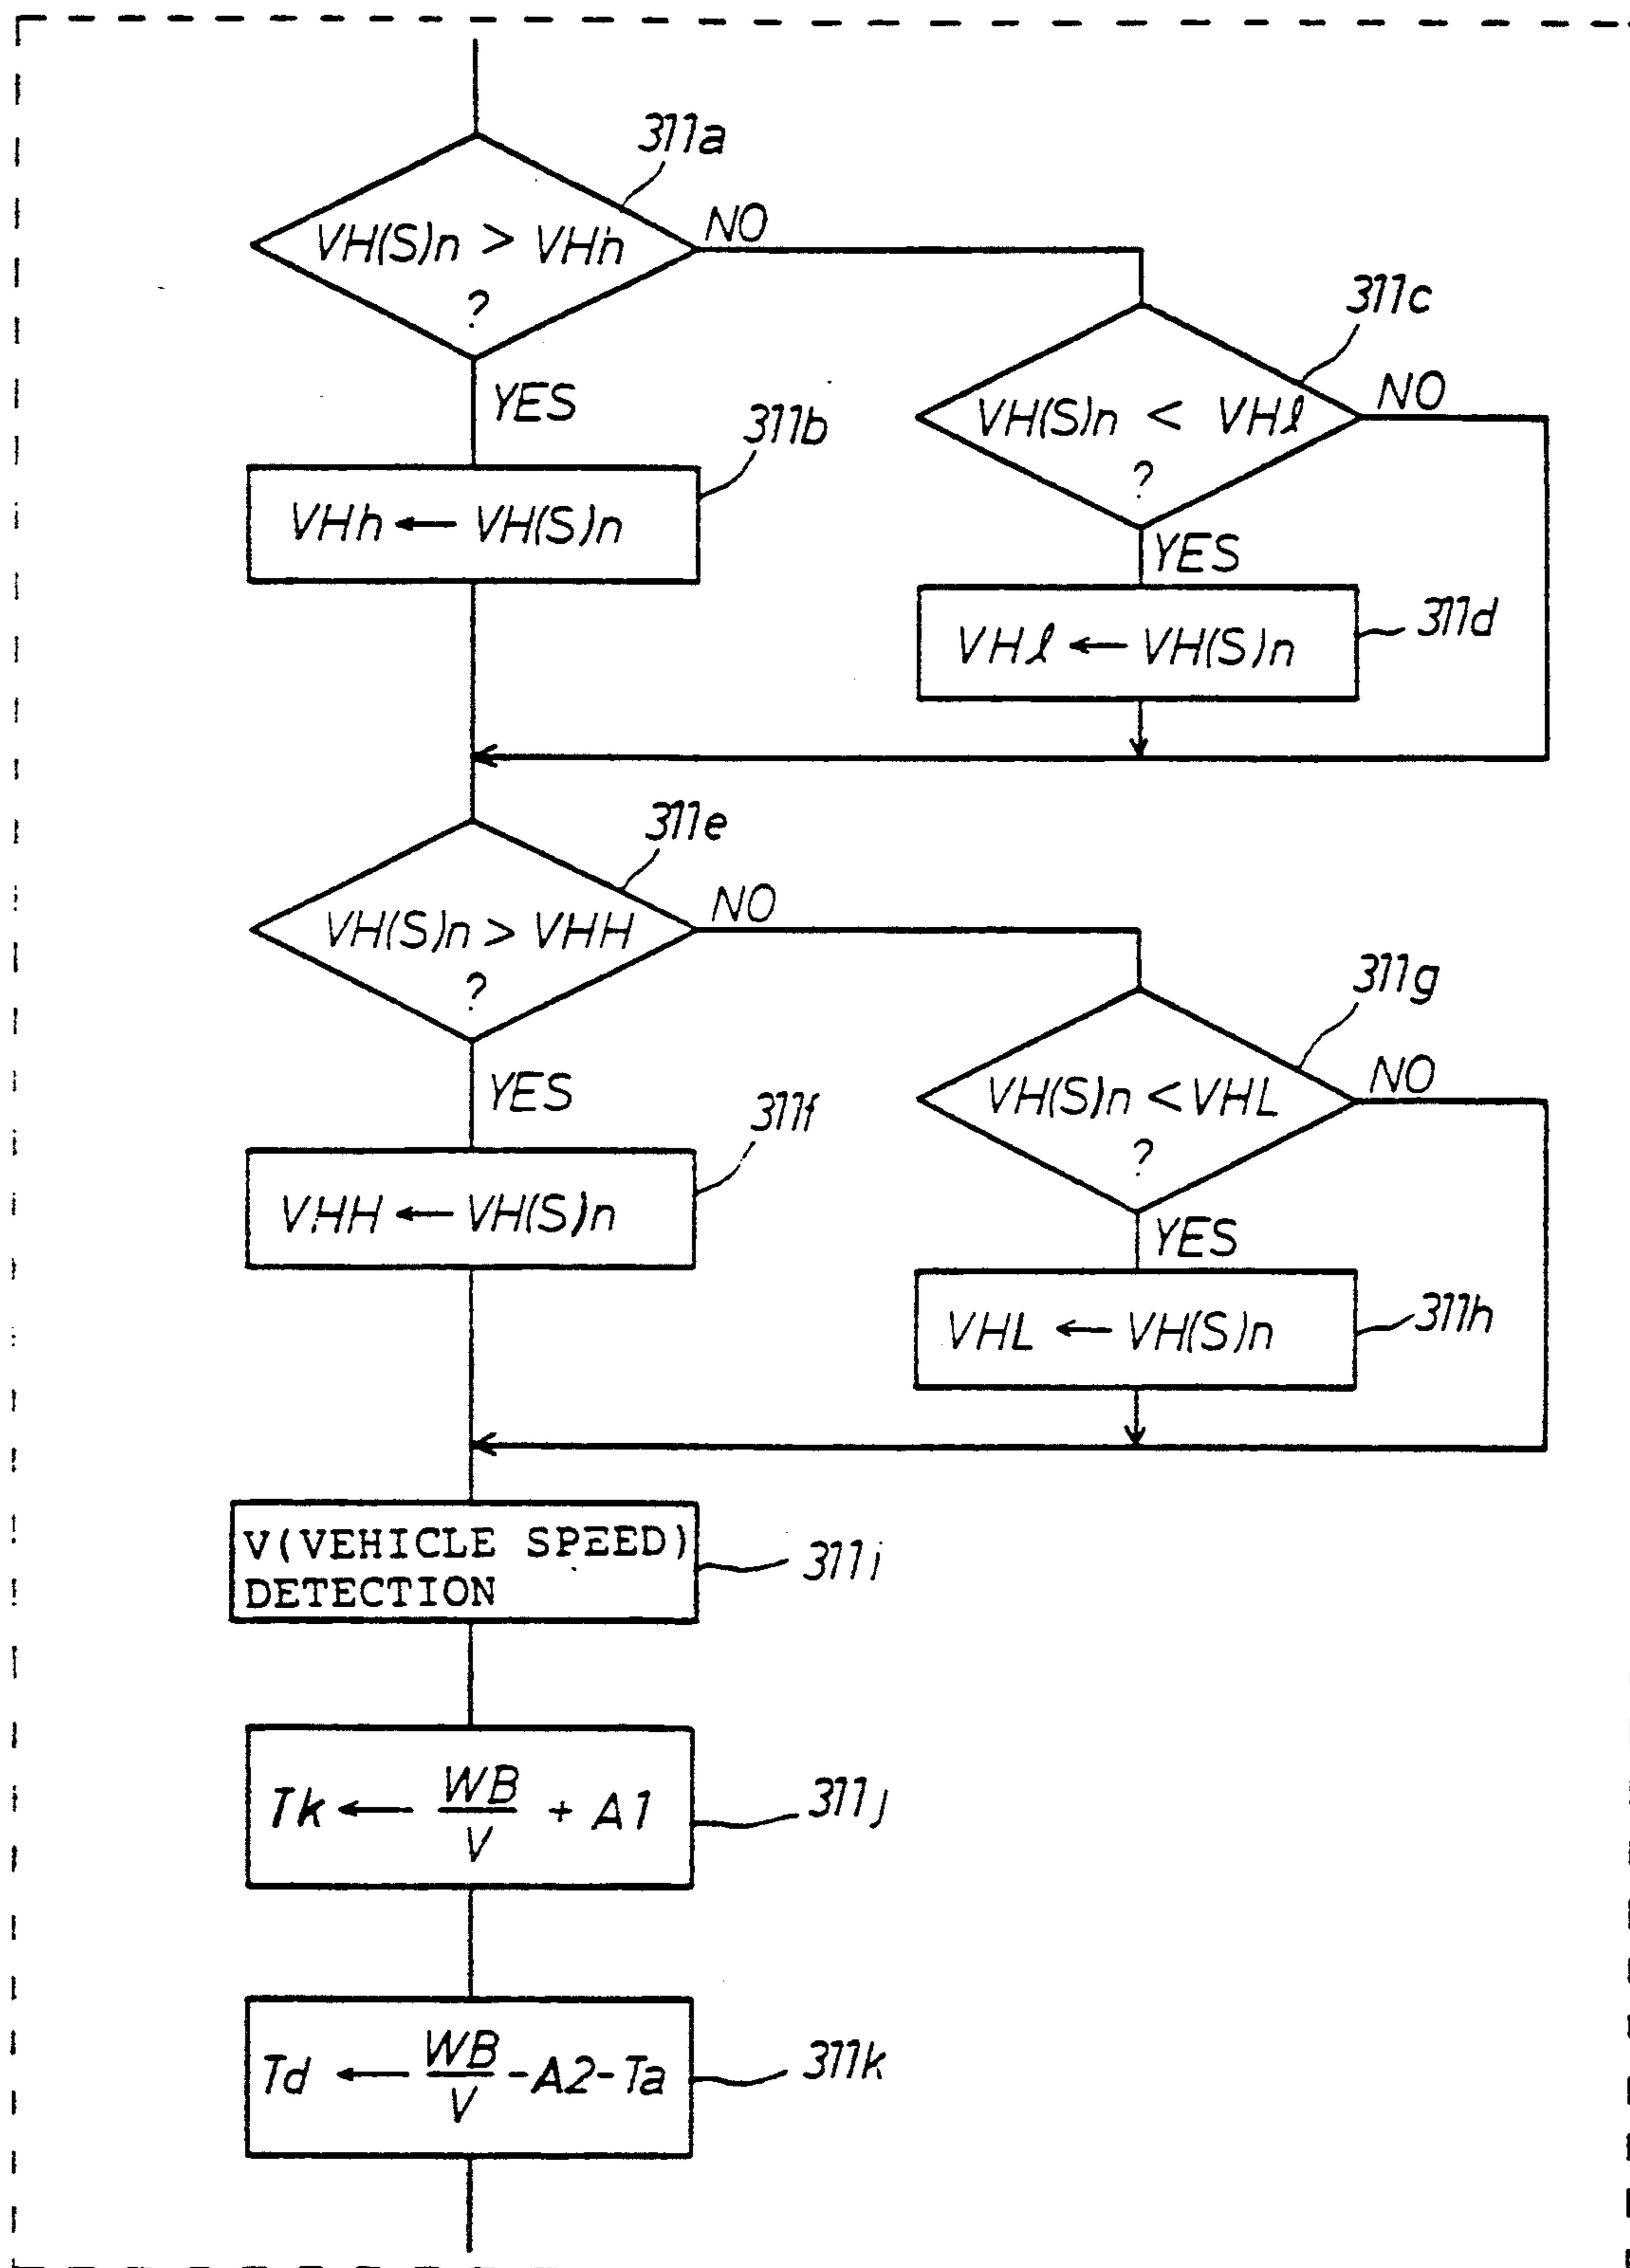 311a
VH(S)n > VHh
?
NO
YES
311c
VH(S)n < VHℓ
?
NO
YES
311b
VHh ← VH(S)n
311d
VHℓ ← VH(S)n
311e
VH(S)n > VHH
?
NO
YES
311g
VH(S)n < VHL
?
NO
YES
311f
VHH ← VH(S)n
311h
VHL ← VH(S)n
V(VEHICLE SPEED)
DETECTION
311i
Tk ← WB/V + A1
311j
Td ← WB/V -A2-Ta
311k